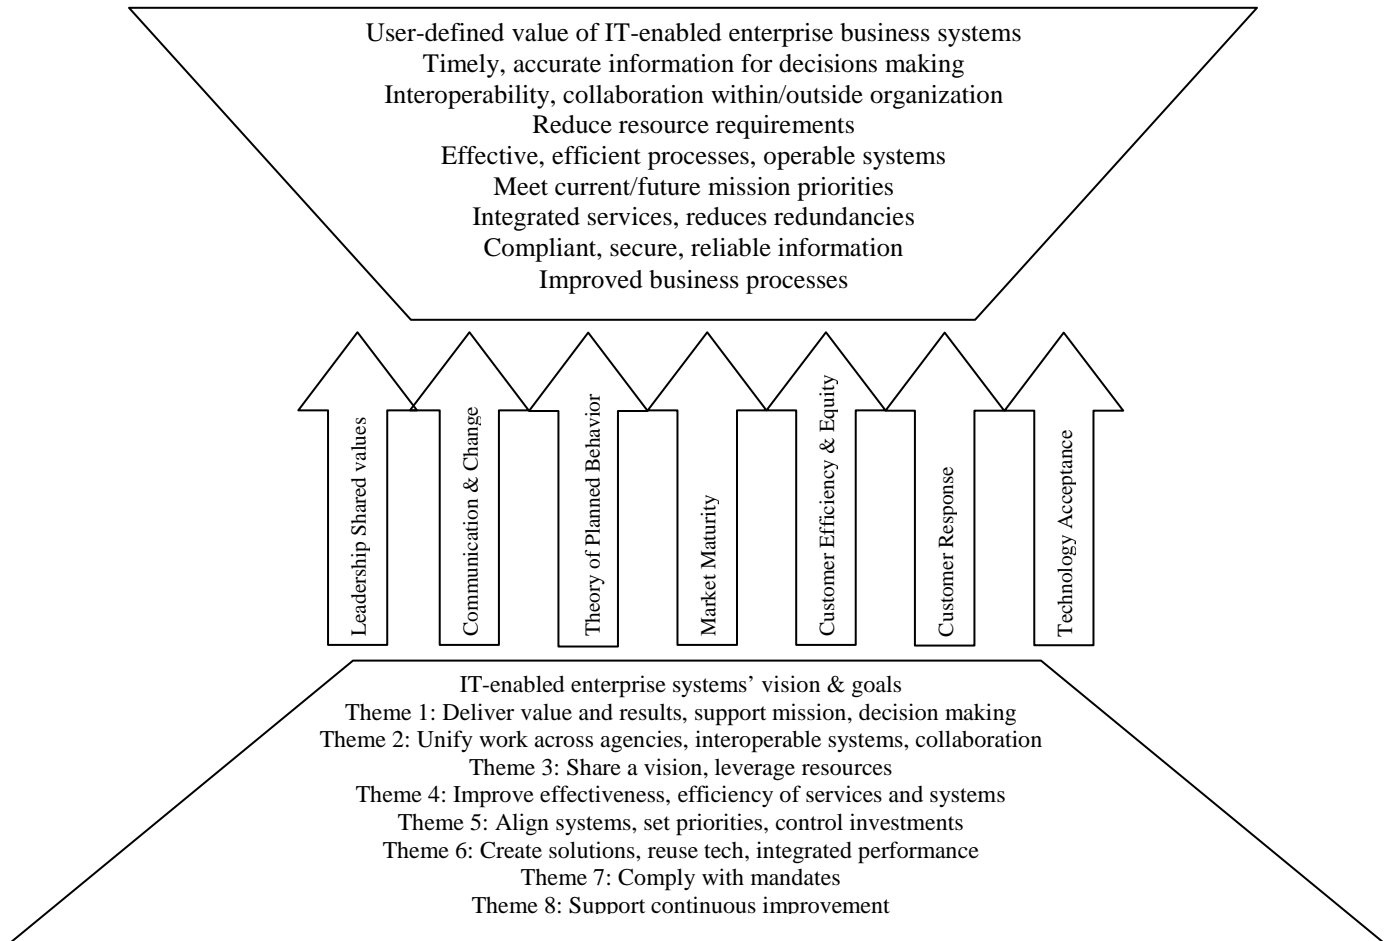 User-defined value of IT-enabled enterprise business systems
Timely, accurate information for decisions making
Interoperability, collaboration within/outside organization
Reduce resource requirements
Effective, efficient processes, operable systems
Meet current/future mission priorities
Integrated services, reduces redundancies
Compliant, secure, reliable information
Improved business processes
Leadership Shared values
Communication & Change
Theory of Planned Behavior
Market Maturity
Customer Efficiency & Equity
Customer Response
Technology Acceptance
IT-enabled enterprise systems’ vision & goals
Theme 1: Deliver value and results, support mission, decision making
Theme 2: Unify work across agencies, interoperable systems, collaboration
Theme 3: Share a vision, leverage resources
Theme 4: Improve effectiveness, efficiency of services and systems
Theme 5: Align systems, set priorities, control investments
Theme 6: Create solutions, reuse tech, integrated performance
Theme 7: Comply with mandates
Theme 8: Support continuous improvement